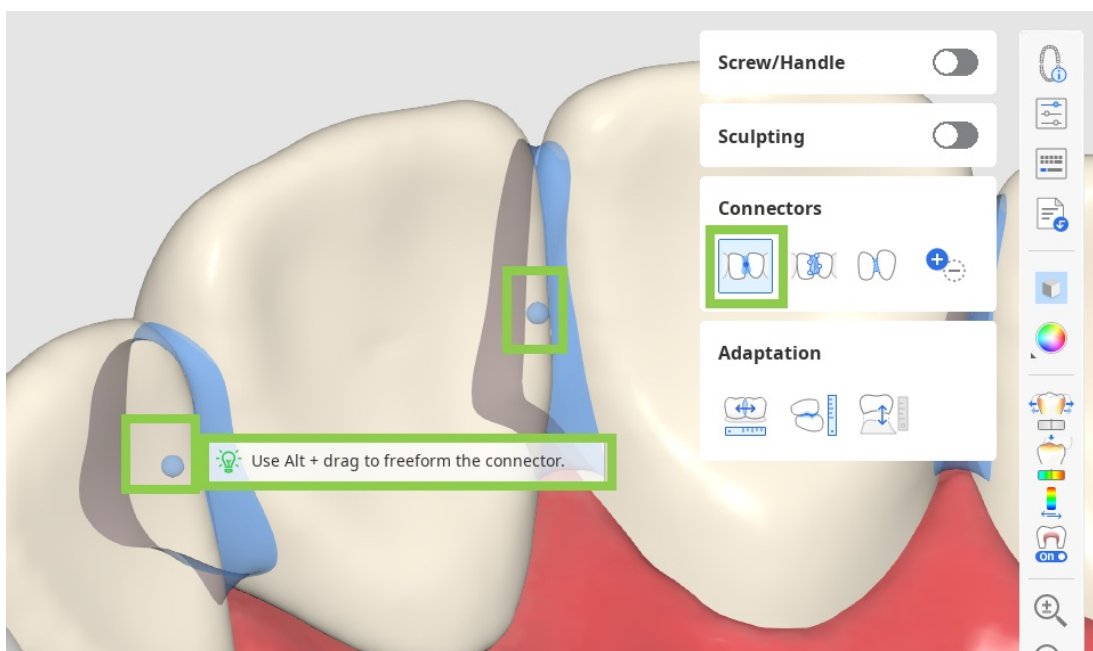 Screw/Handle
Sculpting
Connectors
Adaptation
Use Alt + drag to freeform the connector.
on